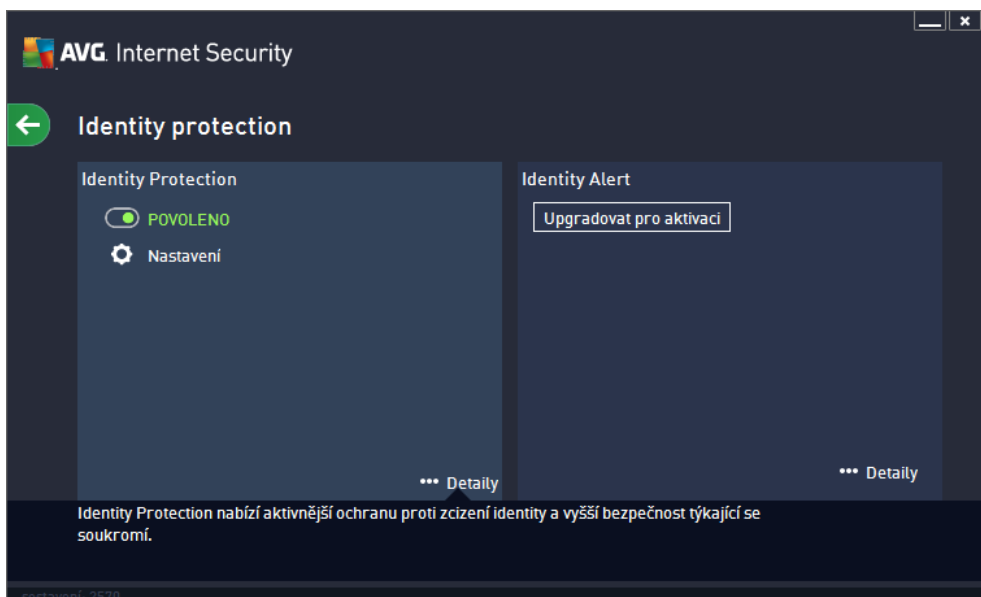 AVG. Internet Security
Identity protection
Identity Protection
POVOLENO
Nastavení
••• Detaily
Identity Alert
Upgradovat pro aktivaci
••• Detaily
Identity Protection nabízí aktivnější ochranu proti zcizení identity a vyšší bezpečnost týkající se
soukromí.